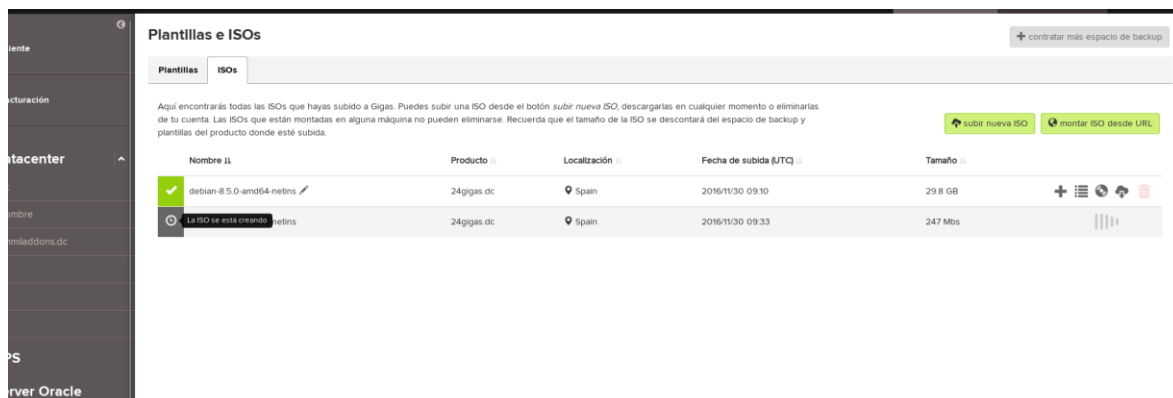 iente
acturación
atacenter
ombre
nmiladdons.dc
PS
rver Oracle
Plantillas e ISOs
+ contratar más espacio de backup
Plantillas ISOs
Aquí encontrarás todas las ISOs que hayas subido a Gigas. Puedes subir una ISO desde el botón subir nueva ISO, descargarlas en cualquier momento o eliminarlas
de tu cuenta. Las ISOs que están montadas en alguna máquina no pueden eliminarse. Recuerda que el tamaño de la ISO se descontará del espacio de backup y
plantillas del producto donde esté subida.
subir nueva ISO montar ISO desde URL
Nombre Producto Localización Fecha de subida (UTC) Tamaño
debian-8.5.0-amd64-netins 24gigas.dc Spain 2016/11/30 09:10 29.8 GB
La ISO se está creando netins 24gigas.dc Spain 2016/11/30 09:33 247 Mbs